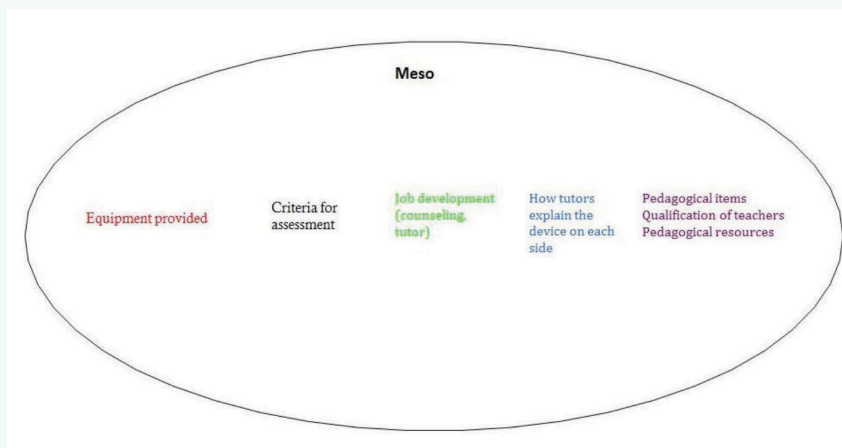 Meso
Equipment provided
Criteria for
assessment
Job development
(counseling,
tutor)
How tutors
explain the
device on each
side
Pedagogical items
Qualification of teachers
Pedagogical resources